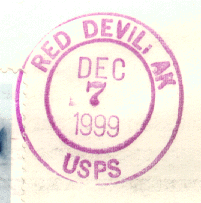 RED DEVIL, AK
DEC
7
1999
USPS